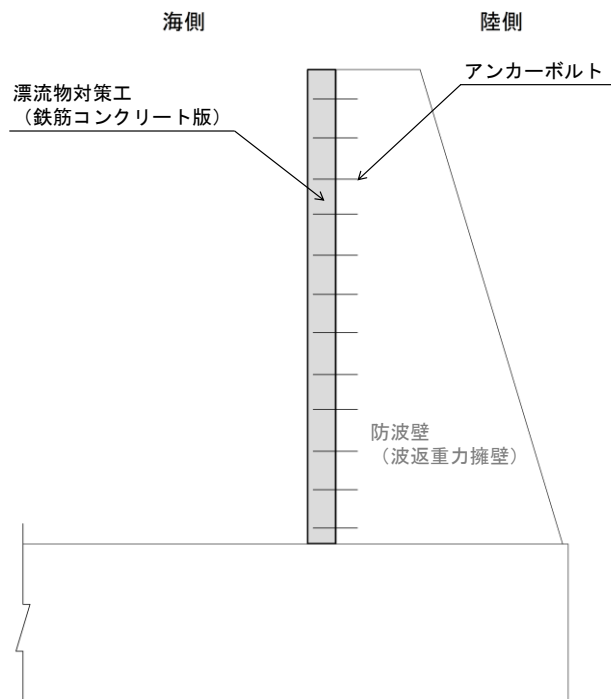 海側
陸側
アンカーボルト
漂流物対策工
（鉄筋コンクリート版）
防波壁
（波返重力擁壁）